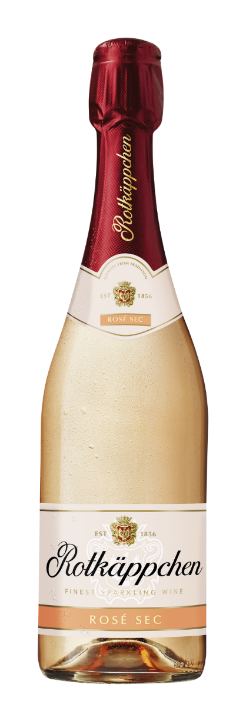 Rotkäppchen
EST 1856
ROSÉ SEC
EST 1856
Rotkäppchen
FINEST SPARKLING WINE
ROSÉ SEC